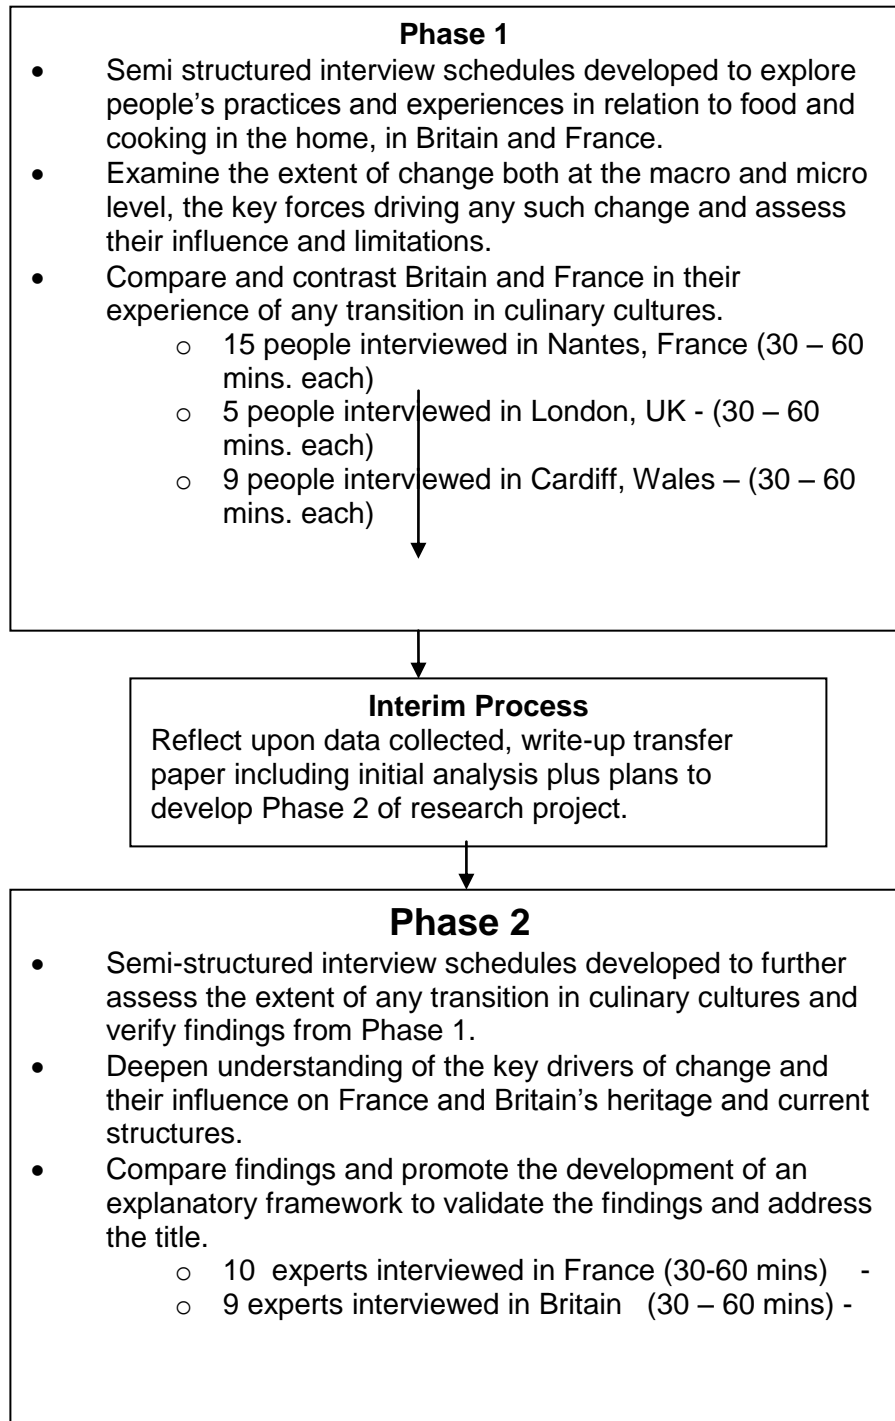 Phase 1
• Semi structured interview schedules developed to explore
people's practices and experiences in relation to food and
cooking in the home, in Britain and France.
• Examine the extent of change both at the macro and micro
level, the key forces driving any such change and assess
their influence and limitations.
• Compare and contrast Britain and France in their
experience of any transition in culinary cultures.
o 15 people interviewed in Nantes, France (30 – 60
mins. each)
o 5 people interviewed in London, UK - (30 – 60
mins. each)
o 9 people interviewed in Cardiff, Wales – (30 – 60
mins. each)
Interim Process
Reflect upon data collected, write-up transfer
paper including initial analysis plus plans to
develop Phase 2 of research project.
Phase 2
• Semi-structured interview schedules developed to further
assess the extent of any transition in culinary cultures and
verify findings from Phase 1.
• Deepen understanding of the key drivers of change and
their influence on France and Britain's heritage and current
structures.
• Compare findings and promote the development of an
explanatory framework to validate the findings and address
the title.
o 10 experts interviewed in France (30-60 mins) -
o 9 experts interviewed in Britain (30 – 60 mins) -